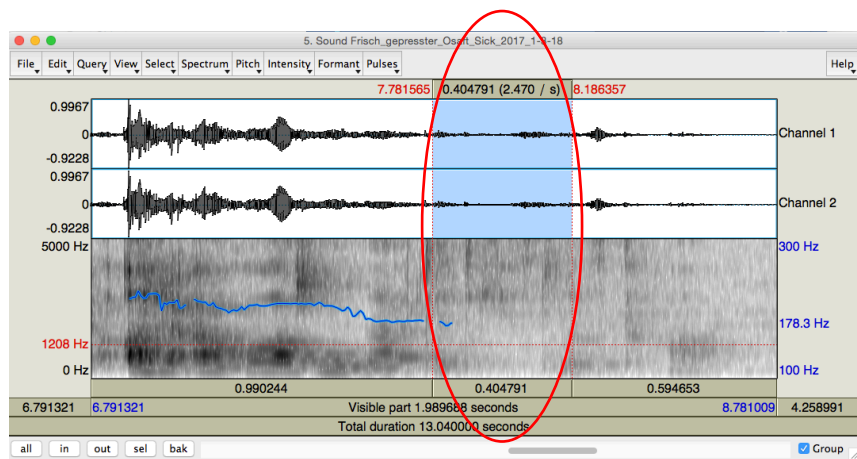 5. Sound Frisch_gepresster_Osaft_Sick_2017_1-8-18
File Edit Query View Select Spectrum Pitch Intensity Formant Pulses Help
7.781565 0.404791 (2.470 / s) 8.186357
0.9967
0 Channel 1
-0.9228
0.9967
0 Channel 2
-0.9228
5000 Hz 300 Hz
178.3 Hz
1208 Hz
0 Hz 100 Hz
0.990244 0.404791 0.594653
6.791321 6.791321 Visible part 1.989688 seconds 8.781009 4.258991
Total duration 13.040000 seconds
all in out sel bak Group